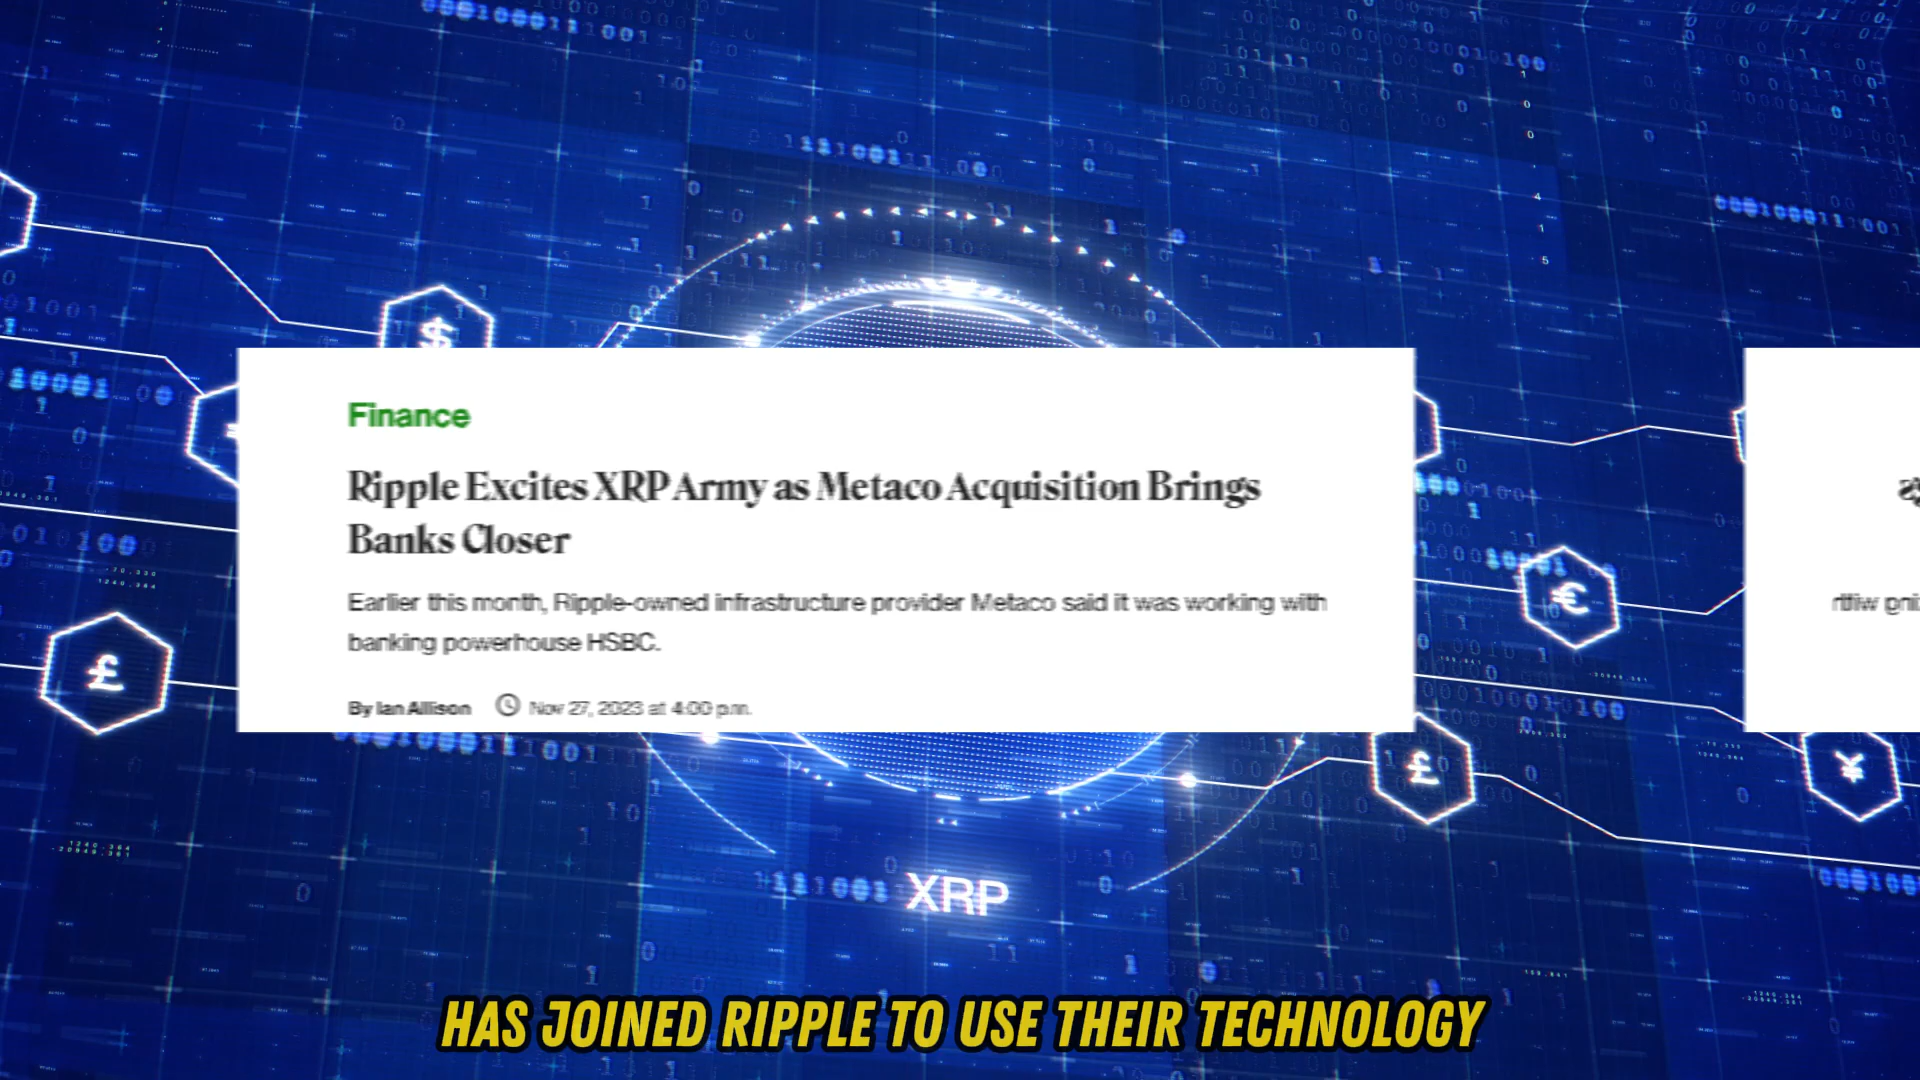 Finance
Ripple Excites XRP Army as Metaco Acquisition Brings
Banks Closer
Earlier this month, Ripple-owned infrastructure provider Metaco said it was working with
banking powerhouse HSBC.
By Ian Allison Nov 27, 2023 at 4:00 p.m.
XRP
HAS JOINED RIPPLE TO USE THEIR TECHNOLOGY